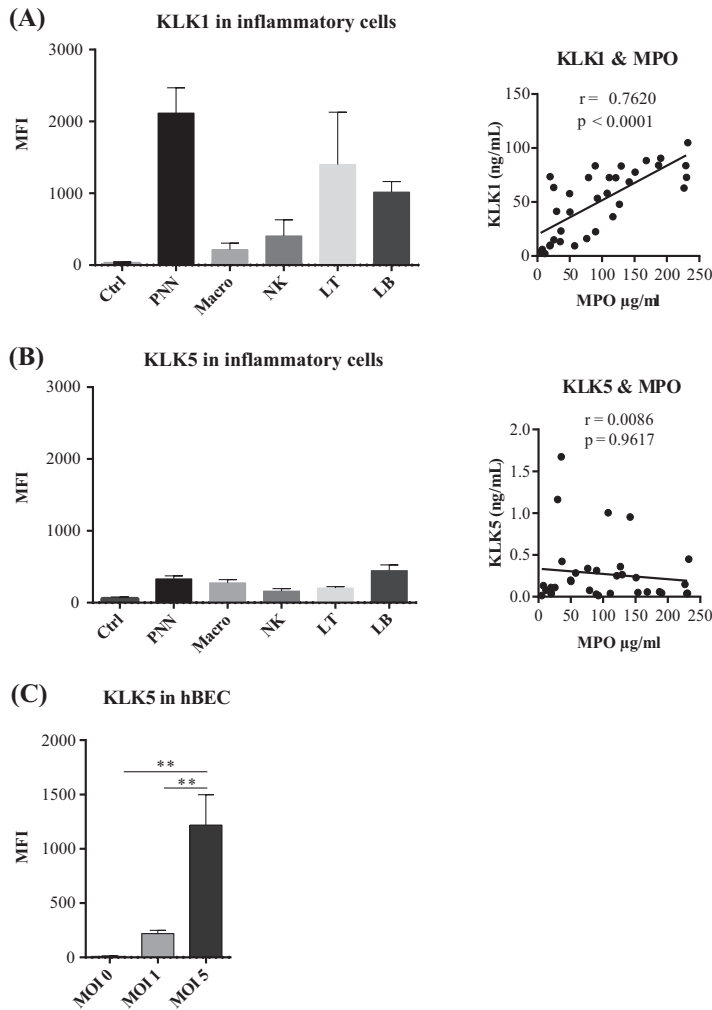 (A)
KLK1 in inflammatory cells
3000
2000
1000
0
MFI
Ctrl
PNN
Macro
NK
LT
LB
KLK1 & MPO
r = 0.7620
p < 0.0001
150
100
50
0
KLK1 (ng/mL)
0 50 100 150 200 250
MPO µg/ml
(B)
KLK5 in inflammatory cells
3000
2000
1000
0
MFI
Ctrl
PNN
Macro
NK
LT
LB
KLK5 & MPO
r = 0.0086
p = 0.9617
2.0
1.5
1.0
0.5
0.0
KLK5 (ng/mL)
0 50 100 150 200 250
MPO µg/ml
(C)
KLK5 in hBEC
2000
1500
1000
500
0
MFI
**
**
MOI 0
MOI 1
MOI 5